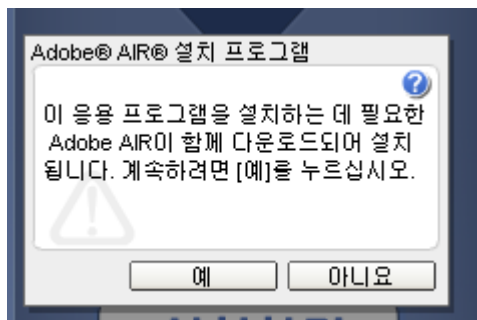 Adobe® AIR® 설치 프로그램
이 응용 프로그램을 설치하는 데 필요한
Adobe AIR이 함께 다운로드되어 설치
됩니다. 계속하려면 [예]를 누르십시오.
예 아니요